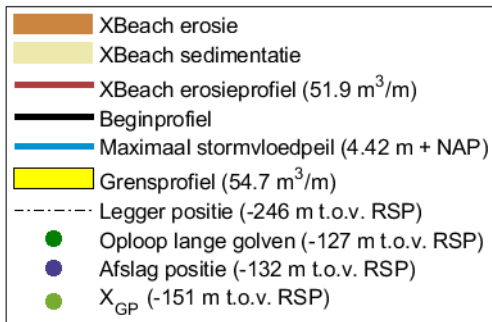 XBeach erosie
XBeach sedimentatie
XBeach erosieprofiel (51.9 m³/m)
Beginprofiel
Maximaal stormvloedpeil (4.42 m + NAP)
Grensprofiel (54.7 m³/m)
Legger positie (-246 m t.o.v. RSP)
Oploop lange golven (-127 m t.o.v. RSP)
Afslag positie (-132 m t.o.v. RSP)
X_GP (-151 m t.o.v. RSP)